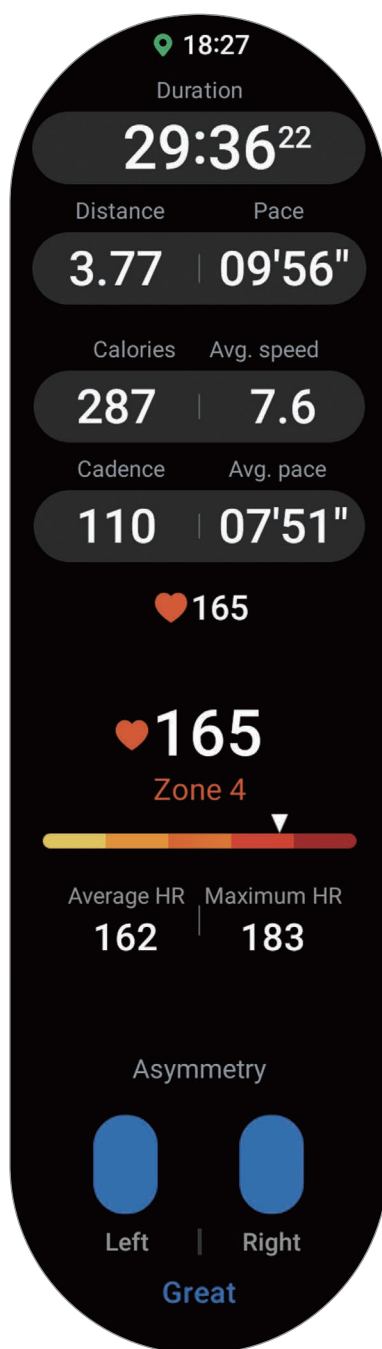 18:27
Duration
29:36 22
Distance Pace
3.77 09'56"
Calories Avg. speed
287 7.6
Cadence Avg. pace
110 07'51"
165
165
Zone 4
Average HR Maximum HR
162 183
Asymmetry
Left Right
Great